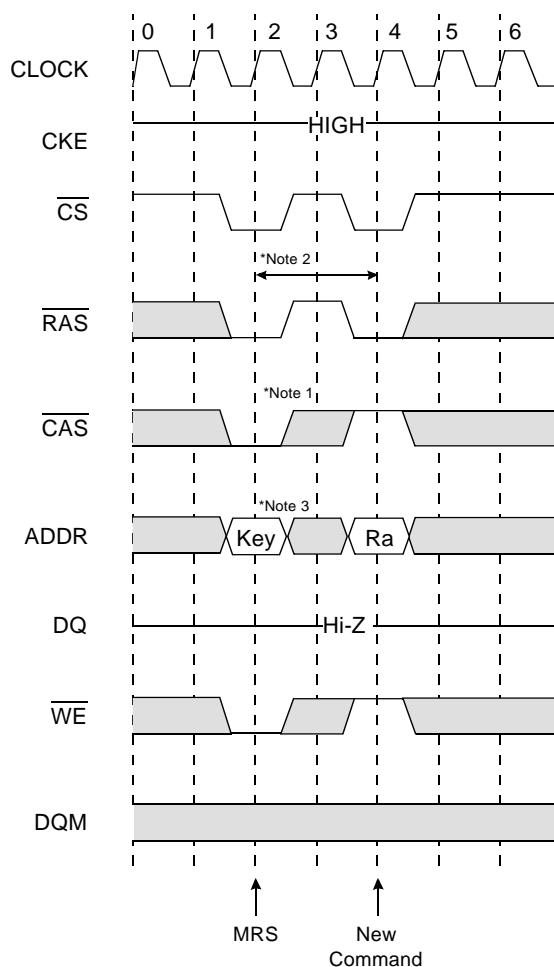 0 1 2 3 4 5 6
CLOCK
HIGH
CKE
CS
*Note 2
RAS
*Note 1
CAS
*Note 3
ADDR Key Ra
DQ Hi-Z
WE
DQM
MRS New
Command